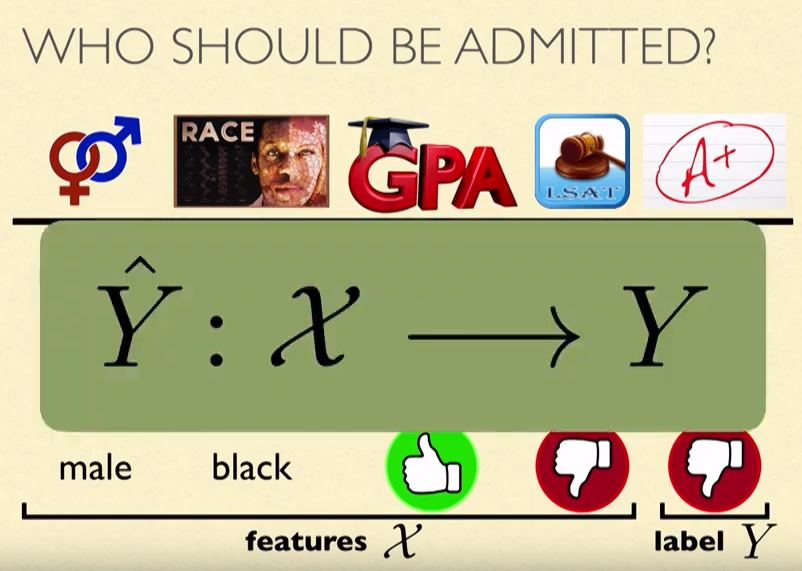 WHO SHOULD BE ADMITTED?
RACE GPA LSAT A+
Ŷ : 𝒳 ⟶ Y
male black
features 𝒳 label Y